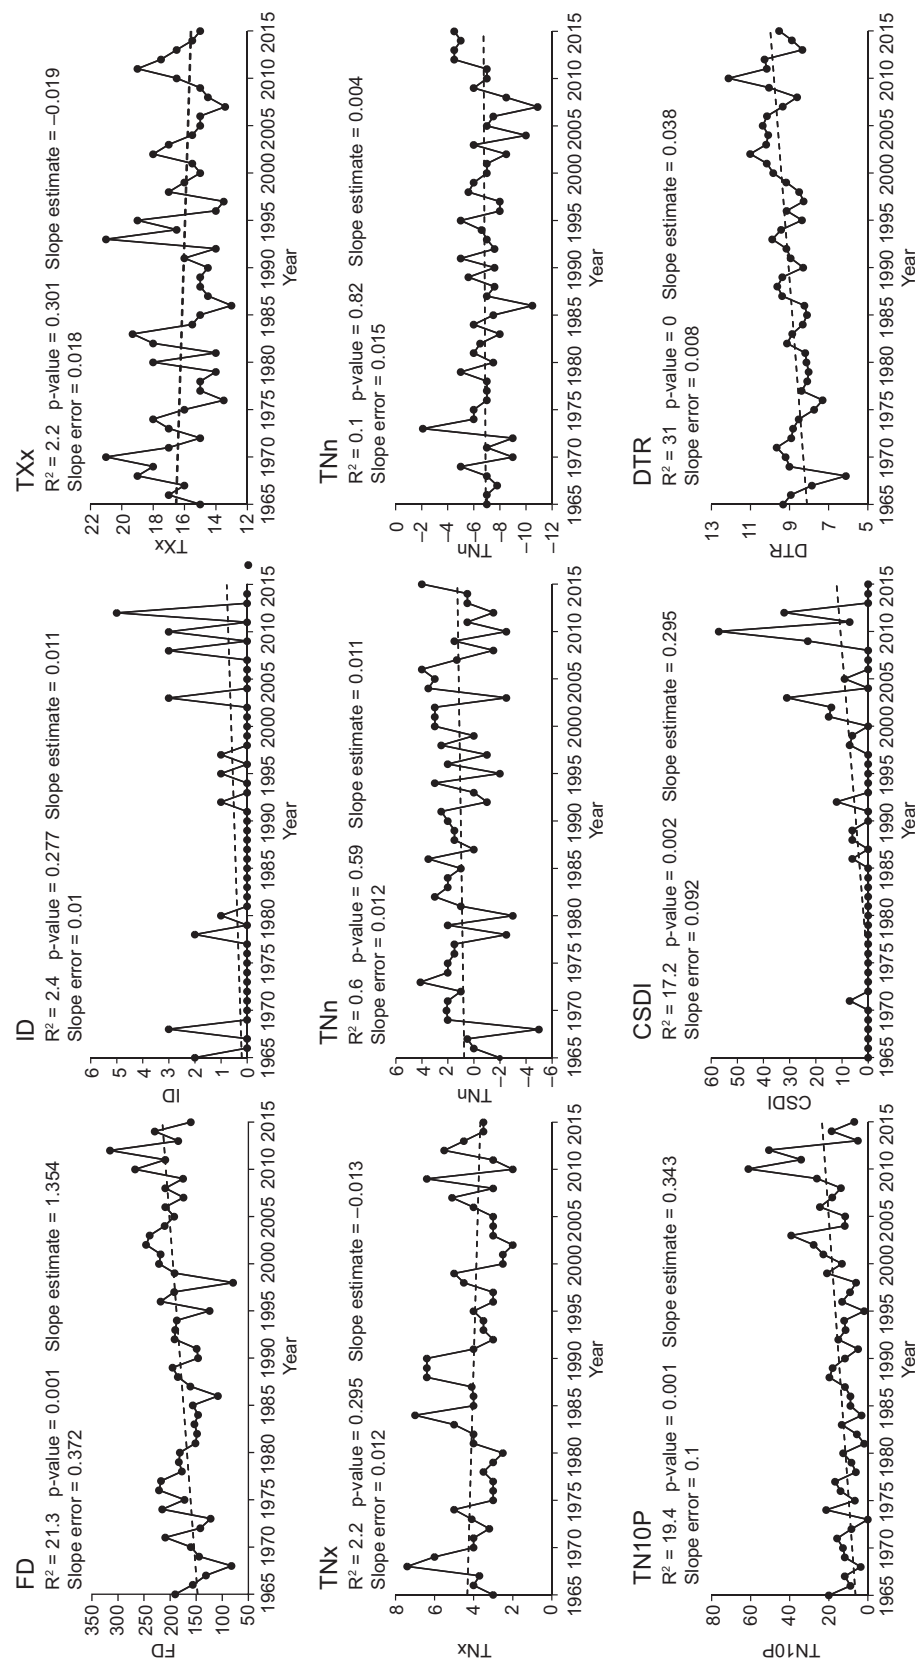 FD
R² = 21.3 p-value = 0.001 Slope estimate = 1.354
Slope error = 0.372
FD
350
300
250
200
150
100
50
1965 1970 1975 1980 1985 1990 1995 2000 2005 2010 2015
Year
ID
R² = 2.4 p-value = 0.277 Slope estimate = 0.011
Slope error = 0.01
ID
6
5
4
3
2
1
0
1965 1970 1975 1980 1985 1990 1995 2000 2005 2010 2015
Year
TXx
R² = 2.2 p-value = 0.301 Slope estimate = −0.019
Slope error = 0.018
TXx
22
20
18
16
14
12
1965 1970 1975 1980 1985 1990 1995 2000 2005 2010 2015
Year
TNx
R² = 2.2 p-value = 0.295 Slope estimate = −0.013
Slope error = 0.012
TNx
8
6
4
2
0
1965 1970 1975 1980 1985 1990 1995 2000 2005 2010 2015
Year
TNn
R² = 0.6 p-value = 0.59 Slope estimate = 0.011
Slope error = 0.012
TNn
6
4
2
0
−2
−4
−6
1965 1970 1975 1980 1985 1990 1995 2000 2005 2010 2015
Year
TNn
R² = 0.1 p-value = 0.82 Slope estimate = 0.004
Slope error = 0.015
TNn
0
−2
−4
−6
−8
−10
−12
1965 1970 1975 1980 1985 1990 1995 2000 2005 2010 2015
Year
TN10P
R² = 19.4 p-value = 0.001 Slope estimate = 0.343
Slope error = 0.1
TN10P
80
60
40
20
0
1965 1970 1975 1980 1985 1990 1995 2000 2005 2010 2015
Year
CSDI
R² = 17.2 p-value = 0.002 Slope estimate = 0.295
Slope error = 0.092
CSDI
60
50
40
30
20
10
0
1965 1970 1975 1980 1985 1990 1995 2000 2005 2010 2015
Year
DTR
R² = 31 p-value = 0 Slope estimate = 0.038
Slope error = 0.008
DTR
13
11
9
7
5
1965 1970 1975 1980 1985 1990 1995 2000 2005 2010 2015
Year